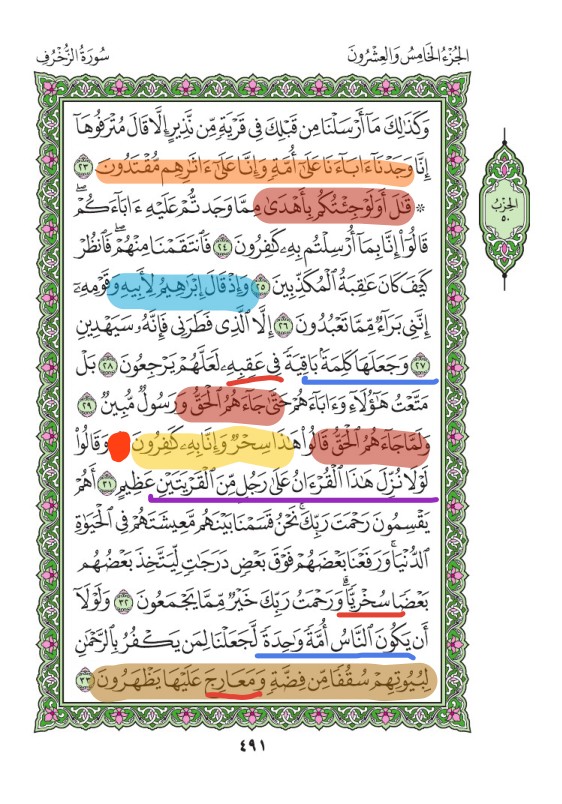 الجُزْءُ الخَامِسُ وَالعِشْرُونَ
سُورَةُ الزُّخْرُفِ
وَكَذَٰلِكَ مَآ أَرْسَلْنَا مِن قَبْلِكَ فِي قَرْيَةٍ مِّن نَّذِيرٍ إِلَّا قَالَ مُتْرَفُوهَآ
إِنَّا وَجَدْنَآ ءَابَآءَنَا عَلَىٰٓ أُمَّةٍ وَإِنَّا عَلَىٰٓ ءَاثَٰرِهِم مُّقْتَدُونَ ٢٣
۞ قَٰلَ أَوَلَوْ جِئْتُكُم بِأَهْدَىٰ مِمَّا وَجَدتُّمْ عَلَيْهِ ءَابَآءَكُمْۖ
قَالُوٓا۟ إِنَّا بِمَآ أُرْسِلْتُم بِهِۦ كَٰفِرُونَ ٢٤ فَٱنتَقَمْنَا مِنْهُمْۖ فَٱنظُرْ
كَيْفَ كَانَ عَٰقِبَةُ ٱلْمُكَذِّبِينَ ٢٥ وَإِذْ قَالَ إِبْرَٰهِيمُ لِأَبِيهِ وَقَوْمِهِۦٓ
إِنَّنِي بَرَآءٌ مِّمَّا تَعْبُدُونَ ٢٦ إِلَّا ٱلَّذِي فَطَرَنِي فَإِنَّهُۥ سَيَهْدِينِ
٢٧ وَجَعَلَهَا كَلِمَةًۢ بَاقِيَةً فِي عَقِبِهِۦ لَعَلَّهُمْ يَرْجِعُونَ ٢٨ بَلْ
مَتَّعْتُ هَٰٓؤُلَآءِ وَءَابَآءَهُمْ حَتَّىٰ جَآءَهُمُ ٱلْحَقُّ وَرَسُولٌ مُّبِينٌ ٢٩
وَلَمَّا جَآءَهُمُ ٱلْحَقُّ قَالُوا۟ هَٰذَا سِحْرٌ وَإِنَّا بِهِۦ كَٰفِرُونَ وَقَالُوا۟
لَوْلَا نُزِّلَ هَٰذَا ٱلْقُرْءَانُ عَلَىٰ رَجُلٍ مِّنَ ٱلْقَرْيَتَيْنِ عَظِيمٍ ٣١ أَهُمْ
يَقْسِمُونَ رَحْمَتَ رَبِّكَۚ نَحْنُ قَسَمْنَا بَيْنَهُم مَّعِيشَتَهُمْ فِي ٱلْحَيَوٰةِ
ٱلدُّنْيَاۚ وَرَفَعْنَا بَعْضَهُمْ فَوْقَ بَعْضٍ دَرَجَٰتٍ لِّيَتَّخِذَ بَعْضُهُم
بَعْضًا سُخْرِيًّاۗ وَرَحْمَتُ رَبِّكَ خَيْرٌ مِّمَّا يَجْمَعُونَ ٣٢ وَلَوْلَآ
أَن يَكُونَ ٱلنَّاسُ أُمَّةً وَٰحِدَةً لَّجَعَلْنَا لِمَن يَكْفُرُ بِٱلرَّحْمَٰنِ
لِبُيُوتِهِمْ سُقُفًا مِّن فِضَّةٍ وَمَعَارِجَ عَلَيْهَا يَظْهَرُونَ ٣٣
الحِزْبُ
٥٠
٤٩١